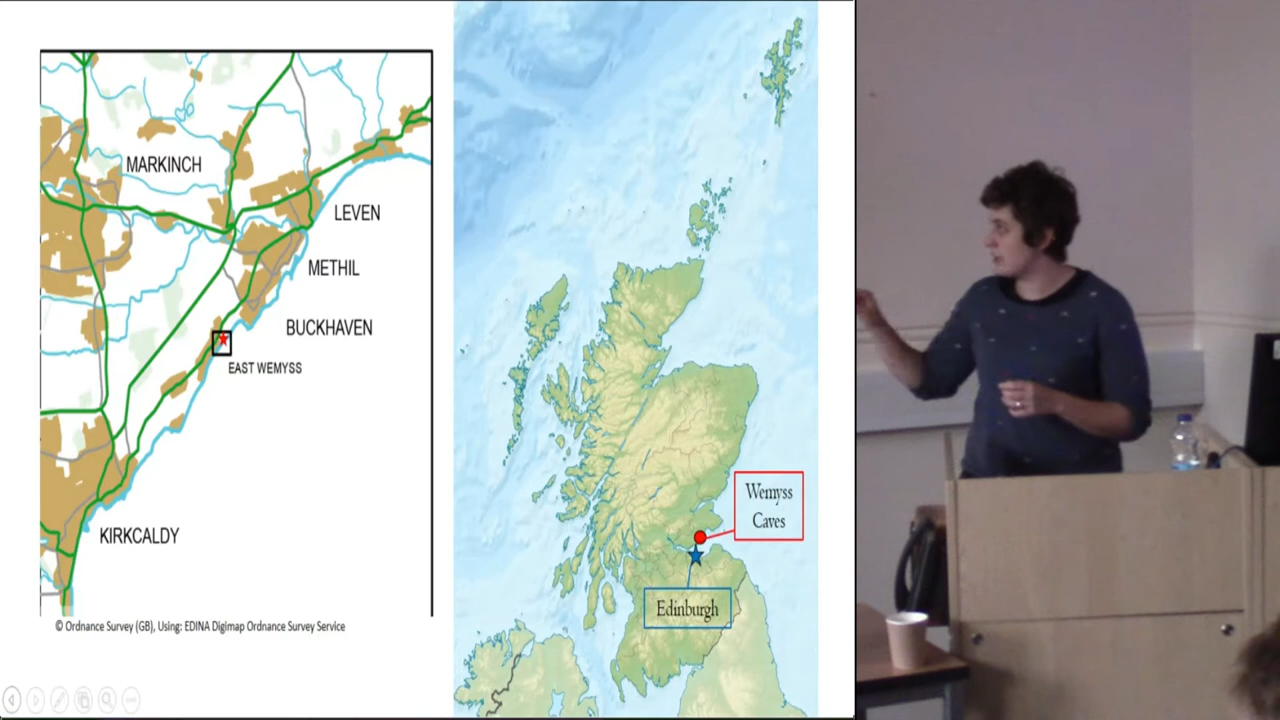 MARKINCH
LEVEN
METHIL
BUCKHAVEN
EAST WEMYSS
KIRKCALDY
© Ordnance Survey (GB), Using: EDINA Digimap Ordnance Survey Service
Wemyss
Caves
Edinburgh